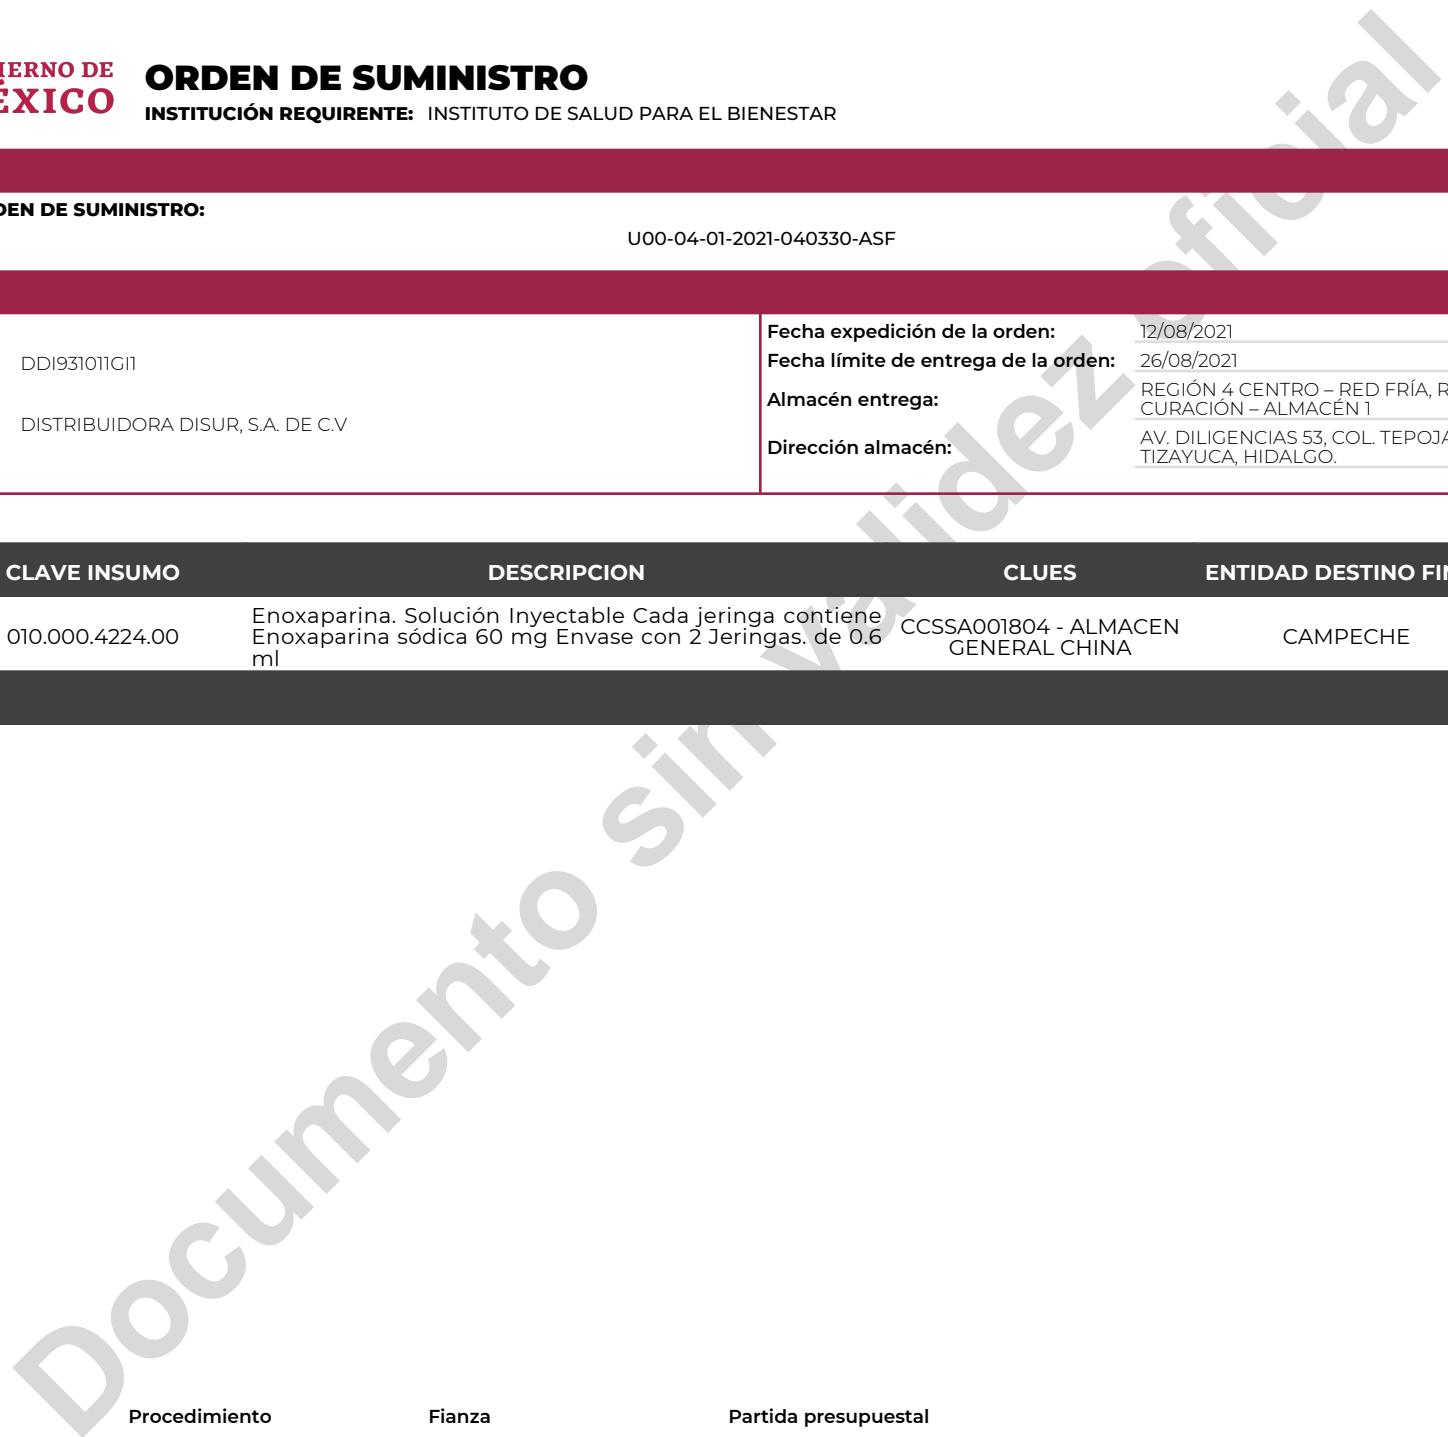 IERNO DE
ÉXICO
ORDEN DE SUMINISTRO
INSTITUCIÓN REQUIRENTE: INSTITUTO DE SALUD PARA EL BIENESTAR
DEN DE SUMINISTRO:
U00-04-01-2021-040330-ASF
DDI931011GI1
DISTRIBUIDORA DISUR, S.A. DE C.V
Fecha expedición de la orden: 12/08/2021
Fecha límite de entrega de la orden: 26/08/2021
Almacén entrega: REGIÓN 4 CENTRO – RED FRÍA, R
CURACIÓN – ALMACÉN 1
Dirección almacén: AV. DILIGENCIAS 53, COL. TEPOJA
TIZAYUCA, HIDALGO.
CLAVE INSUMO DESCRIPCION CLUES ENTIDAD DESTINO FIN
010.000.4224.00
Enoxaparina. Solución Inyectable Cada jeringa contiene
Enoxaparina sódica 60 mg Envase con 2 Jeringas. de 0.6
ml
CCSSA001804 - ALMACEN
GENERAL CHINA
CAMPECHE
Documento sin validez oficial
Procedimiento Fianza Partida presupuestal